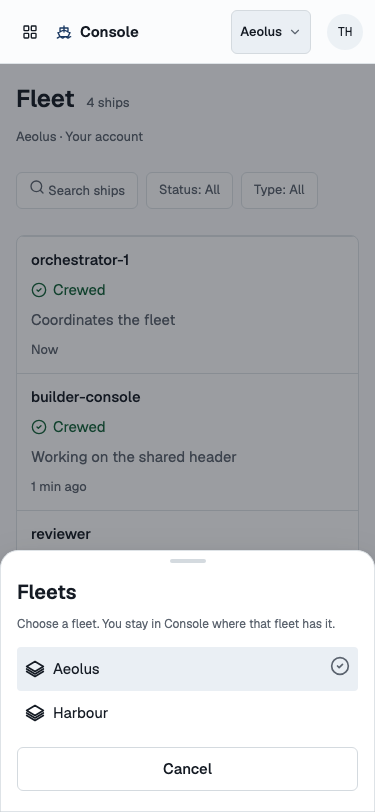 Console
Aeolus
TH
Fleet 4 ships
Aeolus · Your account
Search ships
Status: All
Type: All
orchestrator-1
Crewed
Coordinates the fleet
Now
builder-console
Crewed
Working on the shared header
1 min ago
reviewer
Fleets
Choose a fleet. You stay in Console where that fleet has it.
Aeolus
Harbour
Cancel